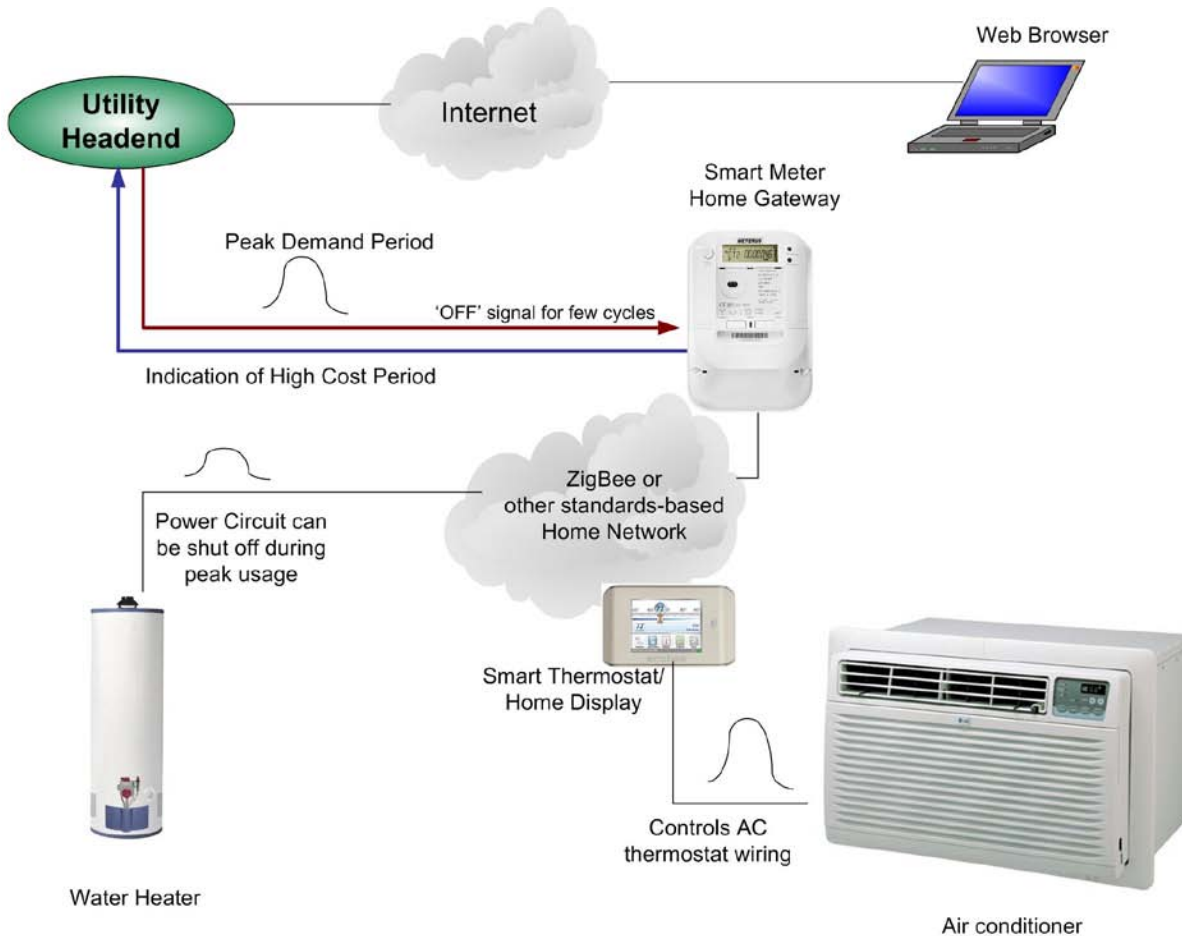 Web Browser
Utility
Headend
Internet
Smart Meter
Home Gateway
Peak Demand Period
'OFF' signal for few cycles
Indication of High Cost Period
ZigBee or
other standards-based
Home Network
Power Circuit can
be shut off during
peak usage
Smart Thermostat/
Home Display
Controls AC
thermostat wiring
Water Heater
Air conditioner